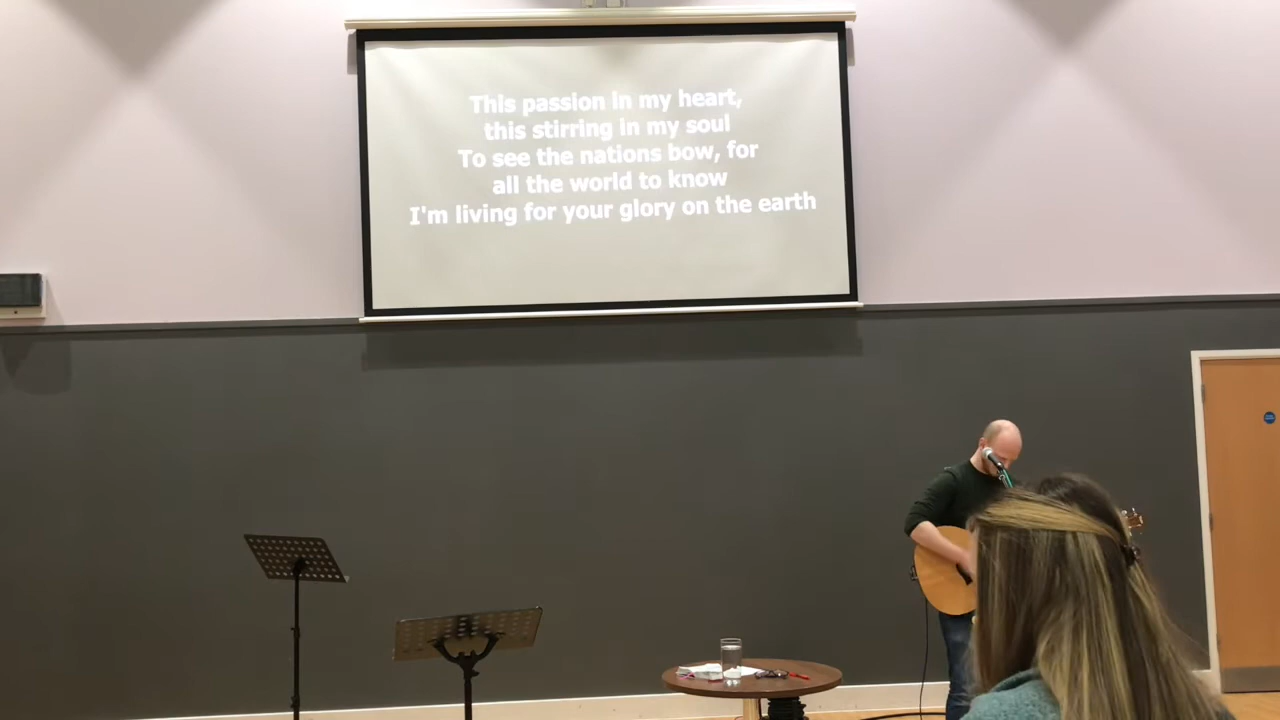 This passion in my heart,
this stirring in my soul
To see the nations bow, for
all the world to know
I'm living for your glory on the earth